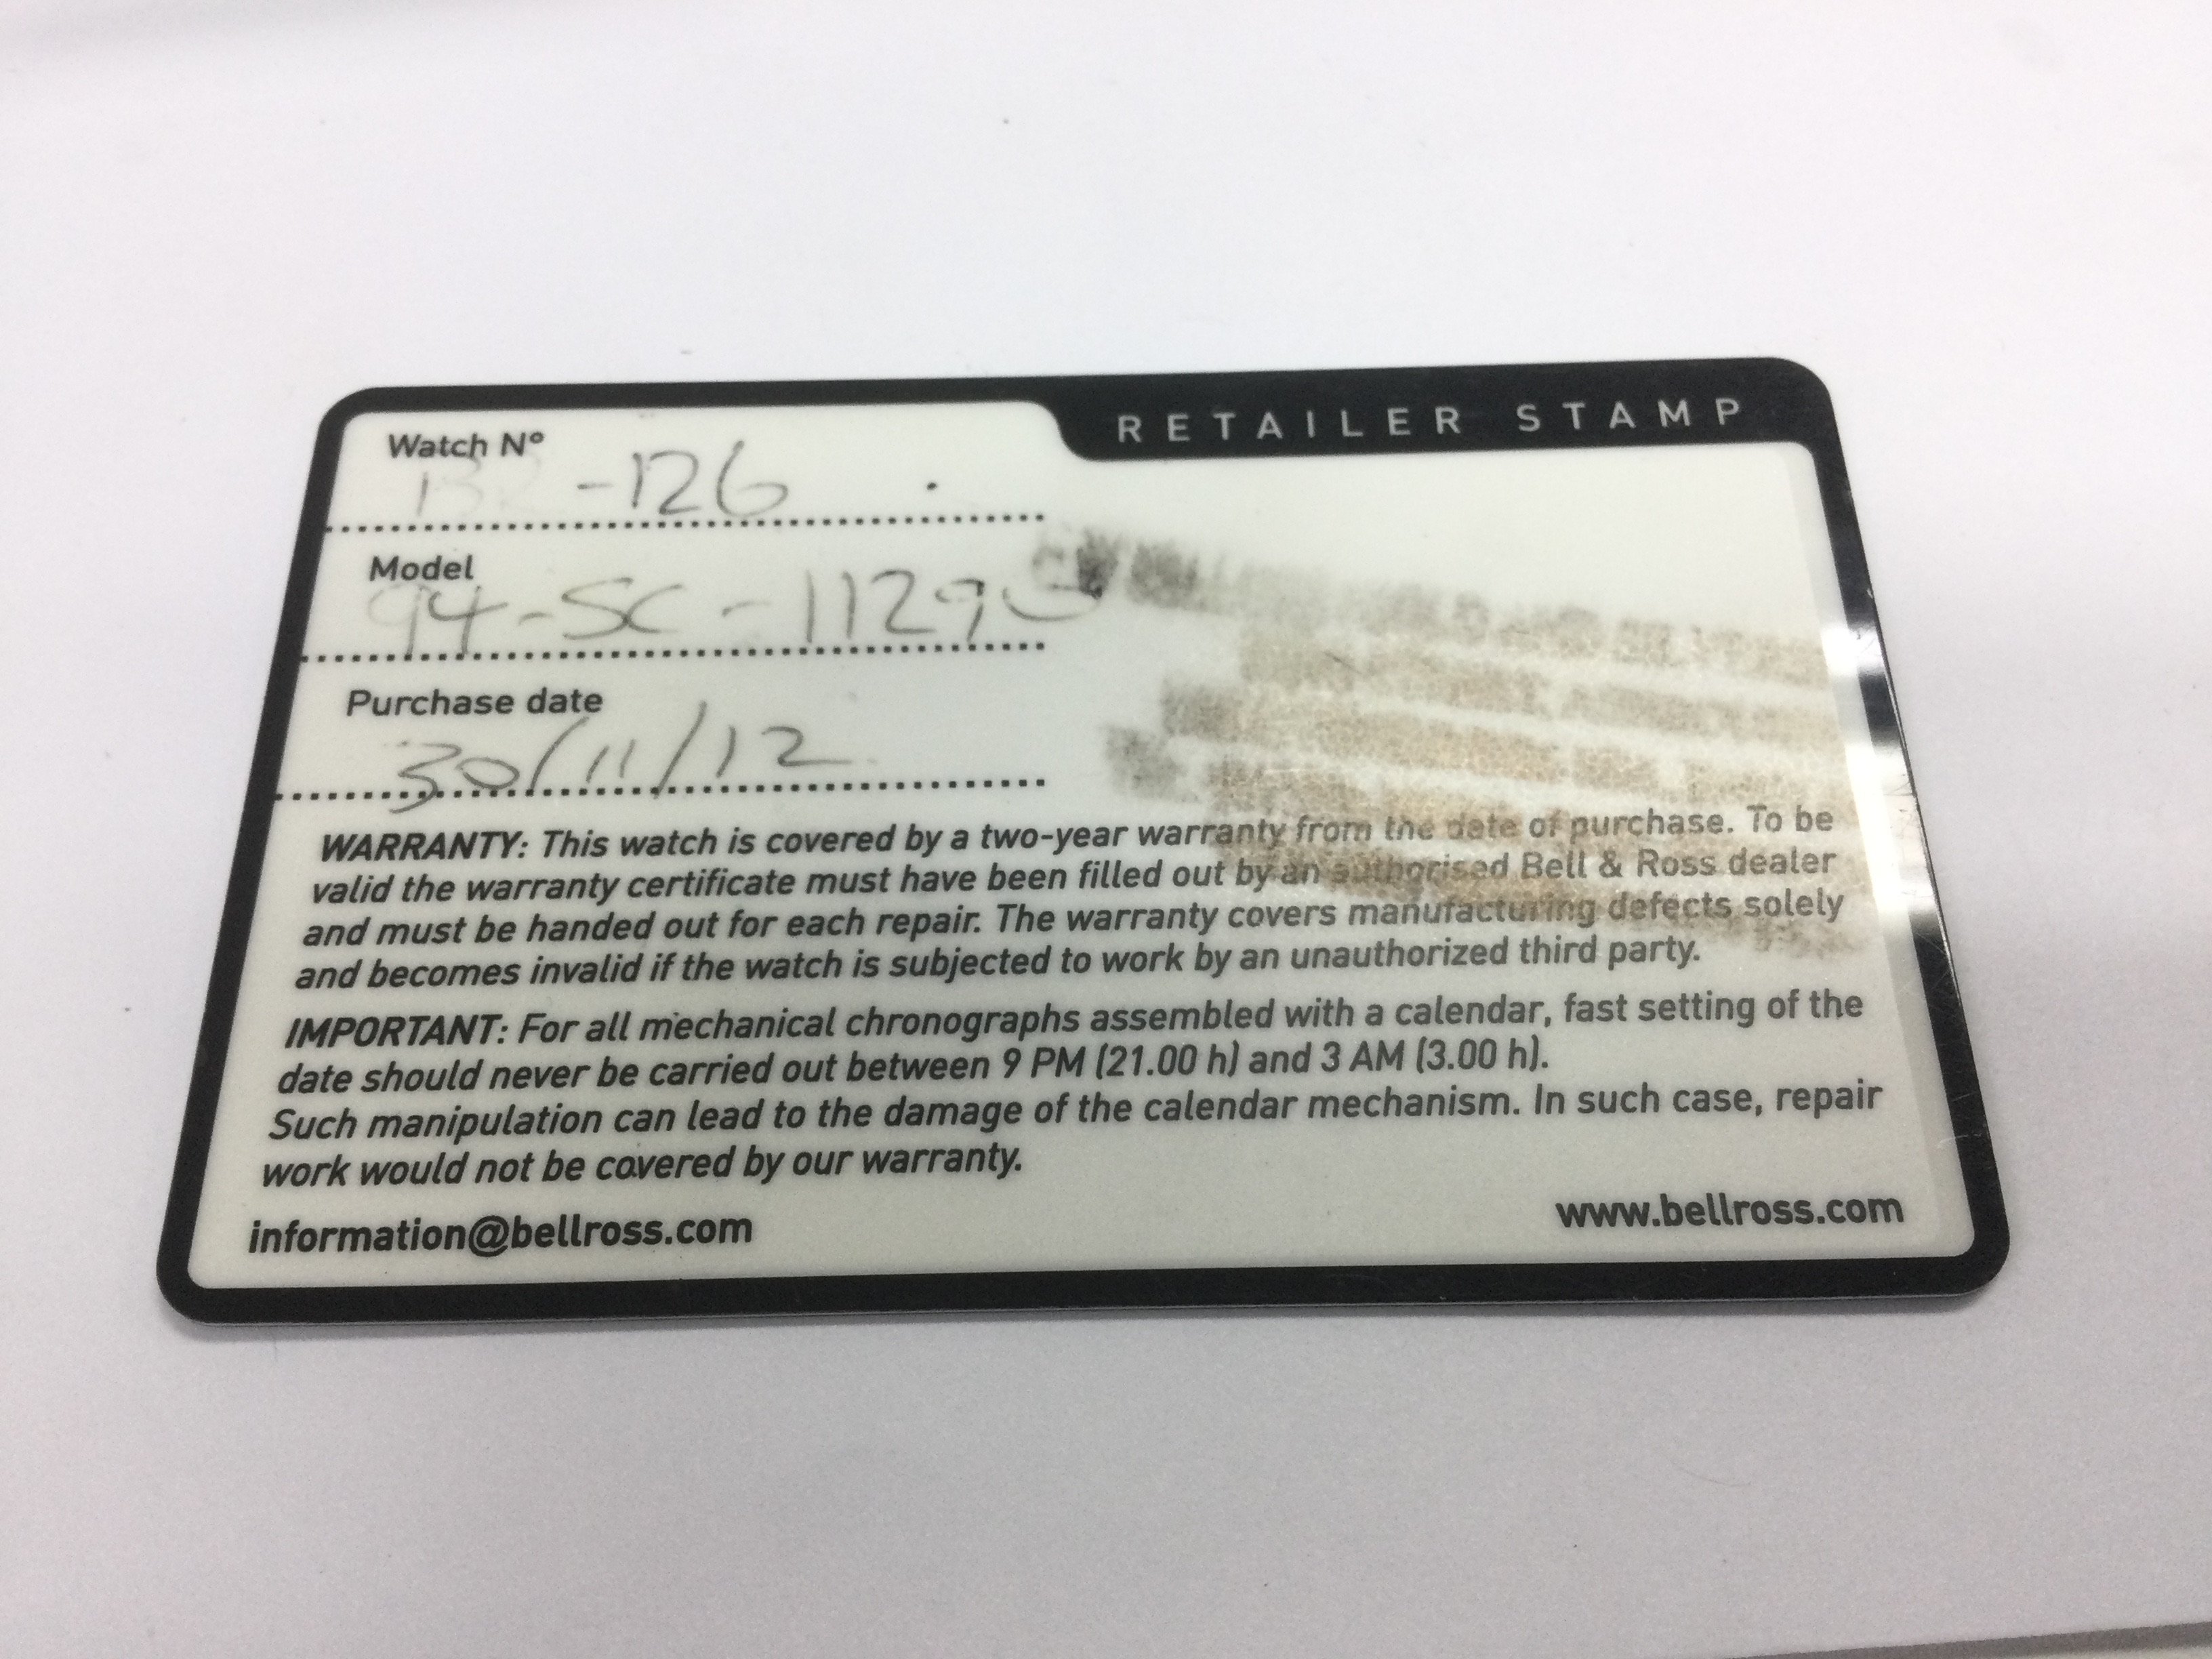 RETAILER STAMP
Watch N°
-126
Model
94-SC-1129
Purchase date
30/11/12
WARRANTY: This watch is covered by a two-year warranty from the date of purchase. To be
valid the warranty certificate must have been filled out by an authorised Bell & Ross dealer
and must be handed out for each repair. The warranty covers manufacturing defects solely
and becomes invalid if the watch is subjected to work by an unauthorized third party.
IMPORTANT: For all mechanical chronographs assembled with a calendar, fast setting of the
date should never be carried out between 9 PM (21.00 h) and 3 AM (3.00 h).
Such manipulation can lead to the damage of the calendar mechanism. In such case, repair
work would not be covered by our warranty.
information@bellross.com
www.bellross.com